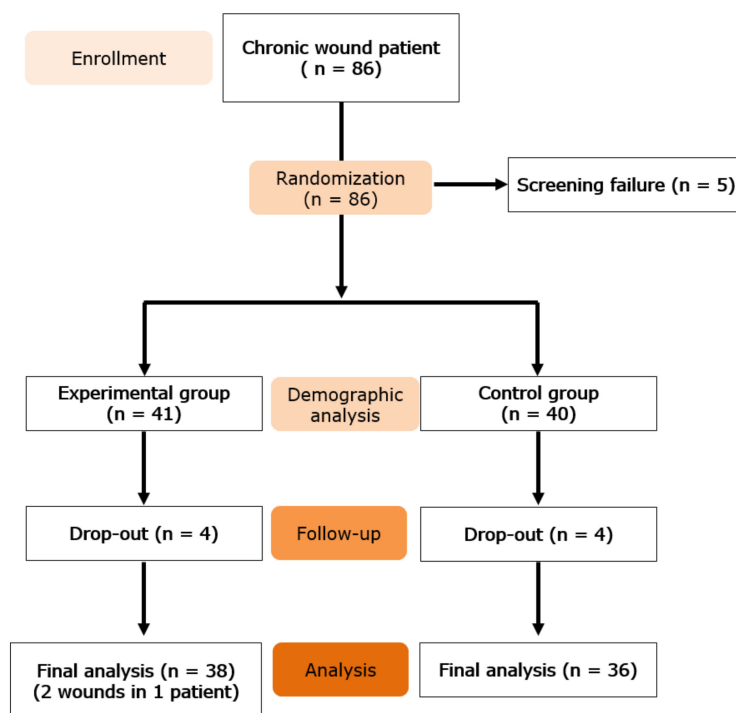 Enrollment
Chronic wound patient
( n = 86)
Randomization
(n = 86)
Screening failure (n = 5)
Experimental group
(n = 41)
Demographic
analysis
Control group
(n = 40)
Drop-out (n = 4)
Follow-up
Drop-out (n = 4)
Final analysis (n = 38)
(2 wounds in 1 patient)
Analysis
Final analysis (n = 36)